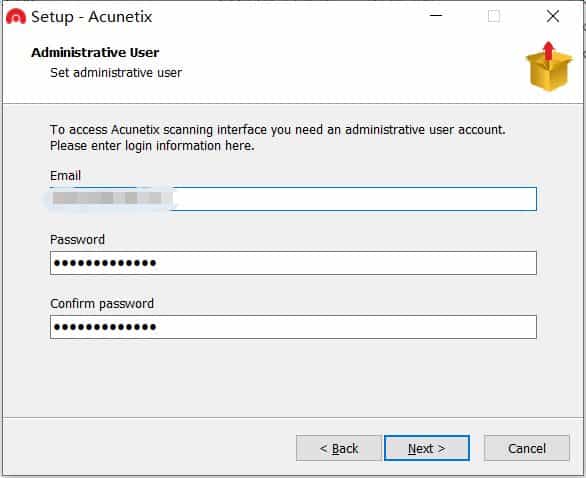 Setup - Acunetix
Administrative User
Set administrative user
To access Acunetix scanning interface you need an administrative user account.
Please enter login information here.
Email
Password
●●●●●●●●●●●●●
Confirm password
●●●●●●●●●●●●●
< Back
Next >
Cancel